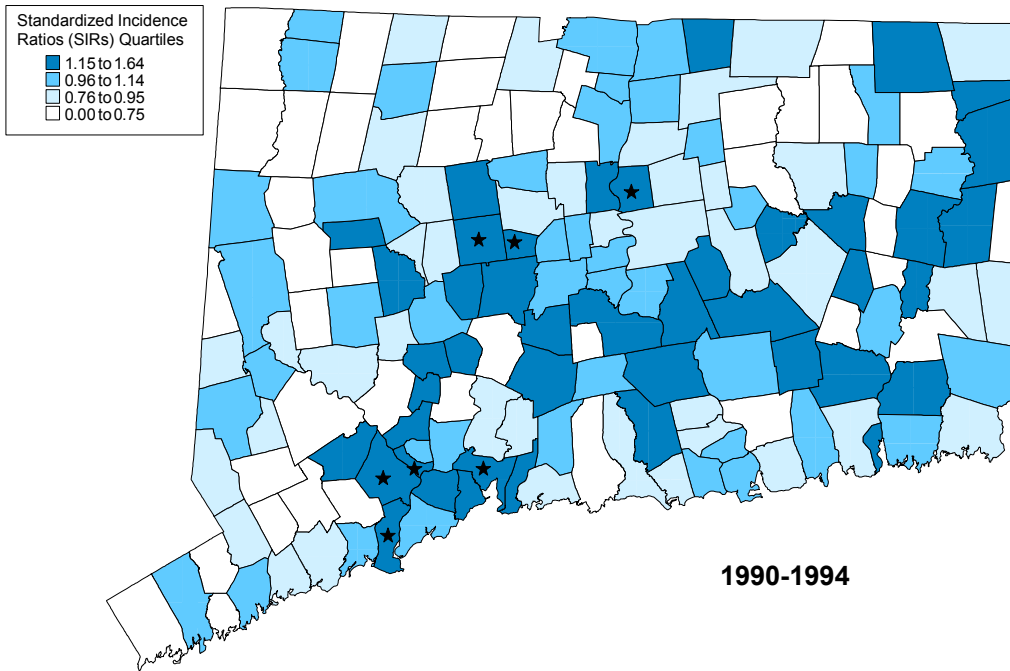 Standardized Incidence
Ratios (SIRs) Quartiles
1.15 to 1.64
0.96 to 1.14
0.76 to 0.95
0.00 to 0.75
1990-1994